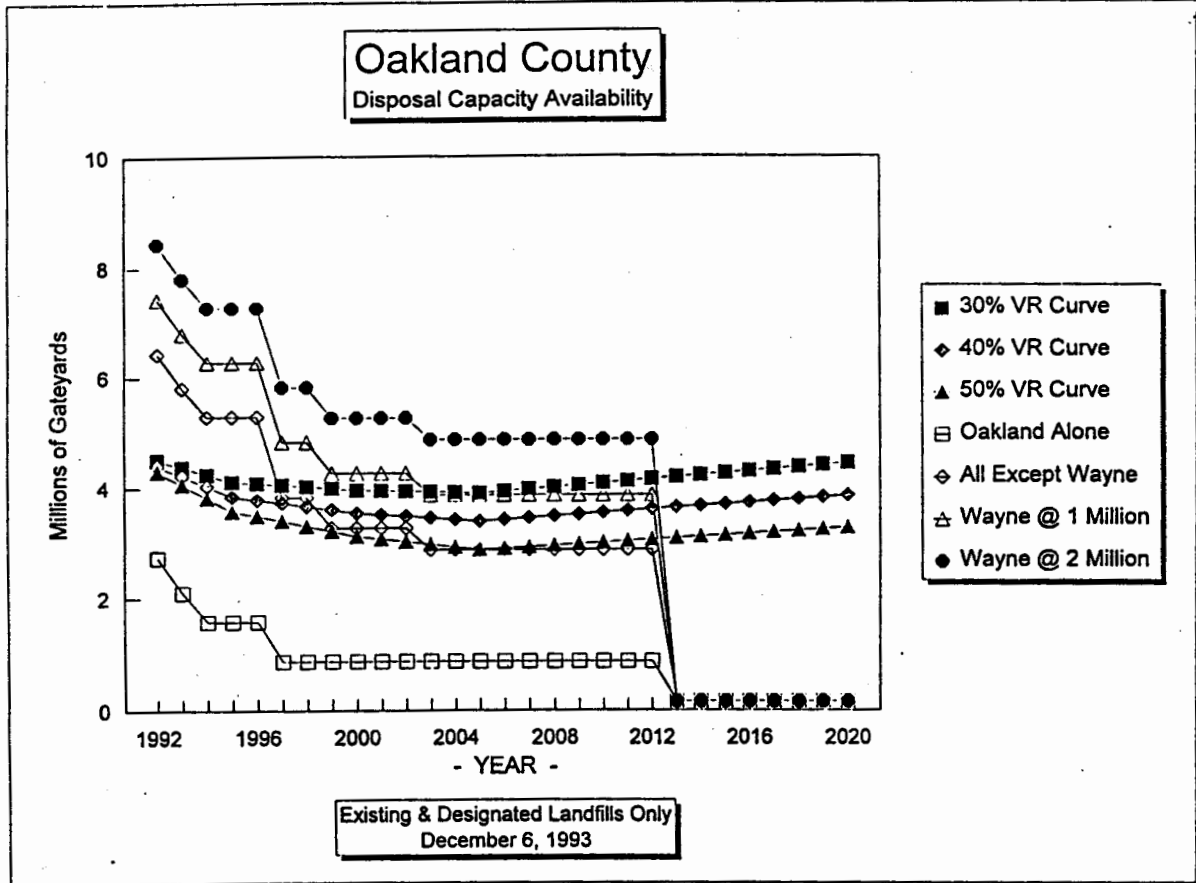 Oakland County
Disposal Capacity Availability
10
8
6
4
2
0
Millions of Gateyards
1992 1996 2000 2004 2008 2012 2016 2020
- YEAR -
30% VR Curve
40% VR Curve
50% VR Curve
Oakland Alone
All Except Wayne
Wayne @ 1 Million
Wayne @ 2 Million
Existing & Designated Landfills Only
December 6, 1993